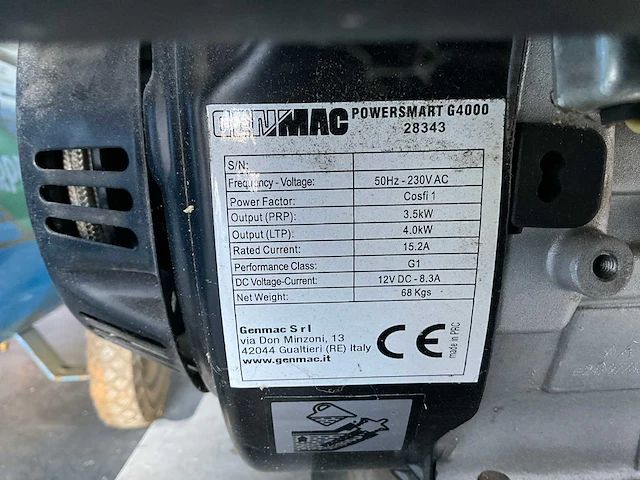 GENMAC POWERSMART G4000
28343
S/N:
Frequency - Voltage: 50Hz - 230V AC
Power Factor: Cosfi 1
Output (PRP): 3.5kW
Output (LTP): 4.0kW
Rated Current: 15.2A
Performance Class: G1
DC Voltage-Current: 12V DC - 8.3A
Net Weight: 68 Kgs
Genmac S r l
via Don Minzoni, 13
42044 Gualtieri (RE) Italy
www.genmac.it
CE
made in PRC